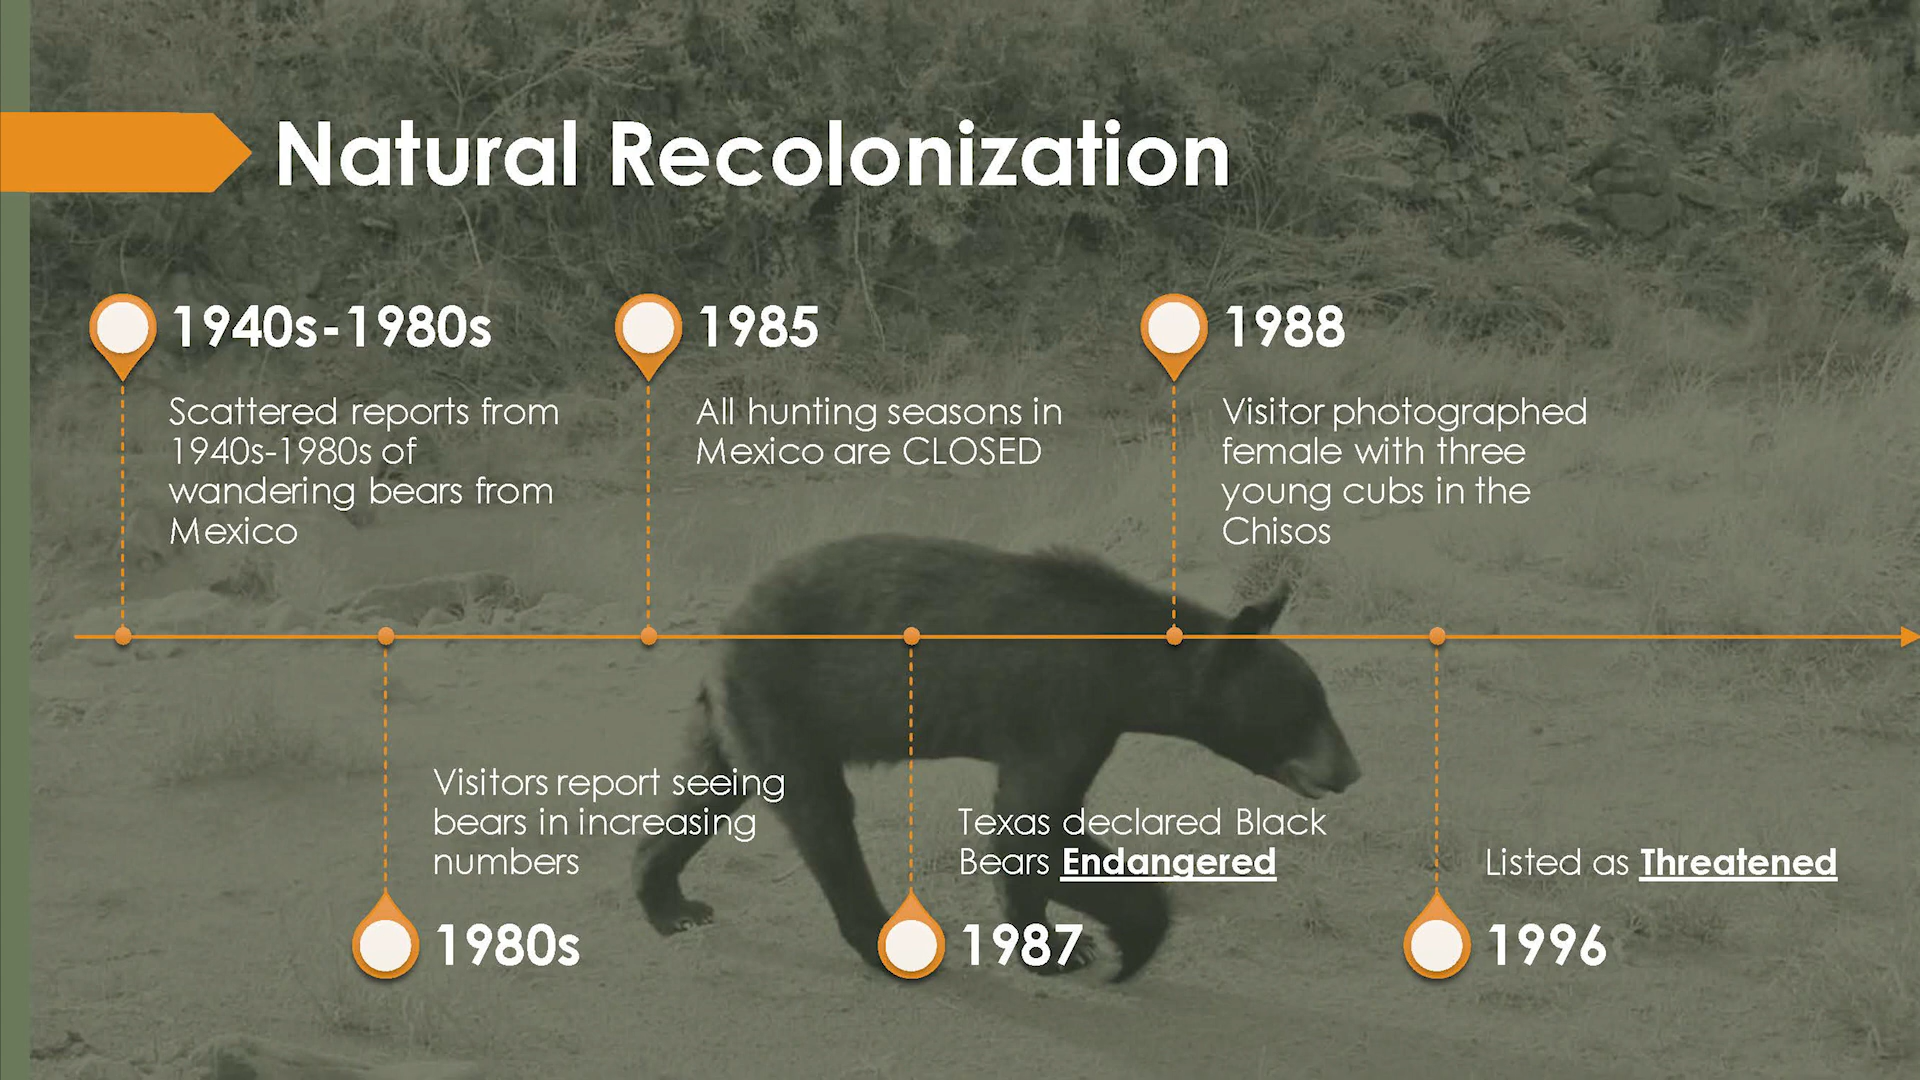 Natural Recolonization
1940s-1980s
Scattered reports from
1940s-1980s of
wandering bears from
Mexico
Visitors report seeing
bears in increasing
numbers
1980s
1985
All hunting seasons in
Mexico are CLOSED
Texas declared Black
Bears Endangered
1987
1988
Visitor photographed
female with three
young cubs in the
Chisos
Listed as Threatened
1996